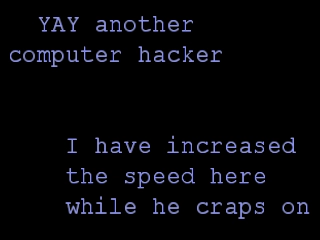 YAY another
computer hacker
I have increased
the speed here
while he craps on